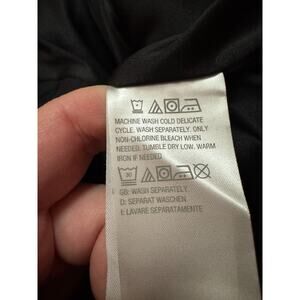 MACHINE WASH COLD DELICATE
CYCLE. WASH SEPARATELY. ONLY
NON-CHLORINE BLEACH WHEN
NEEDED. TUMBLE DRY LOW. WARM
IRON IF NEEDED
30
GB: WASH SEPARATELY.
D: SEPARAT WASCHEN
I: LAVARE SEPARATAMENTE